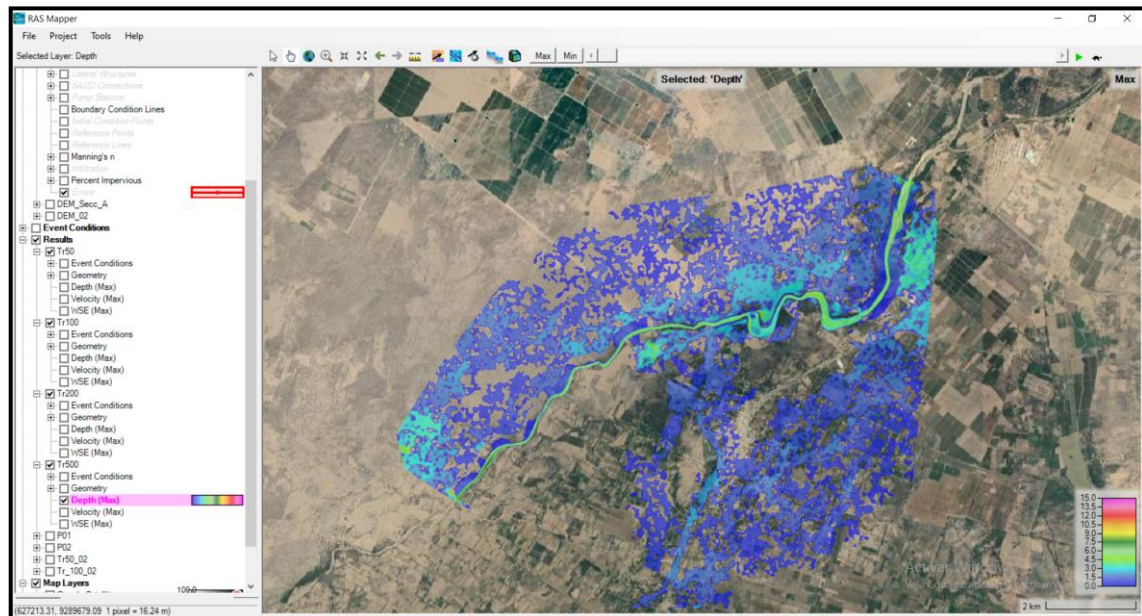 RAS Mapper
File Project Tools Help
Selected Layer: Depth
Max Min
Selected: 'Depth'
Max
Lateral Structures
SA/2D Connections
Pump Stations
Boundary Condition Lines
Initial Condition Points
Reference Points
Reference Lines
Manning's n
Infiltration
Percent Impervious
Errors
DEM_Secc_A
DEM_02
Event Conditions
Results
Tr50
Event Conditions
Geometry
Depth (Max)
Velocity (Max)
WSE (Max)
Tr100
Event Conditions
Geometry
Depth (Max)
Velocity (Max)
WSE (Max)
Tr200
Event Conditions
Geometry
Depth (Max)
Velocity (Max)
WSE (Max)
Tr500
Event Conditions
Geometry
Depth (Max)
Velocity (Max)
WSE (Max)
P01
P02
Tr50_02
Tr_100_02
Map Layers
100.0
(627213.31, 9289679.09 1 pixel = 16.24 m)
15.0
13.5
12.0
10.5
9.0
7.5
6.0
4.5
3.0
1.5
0.0
Activar Windows
2 km